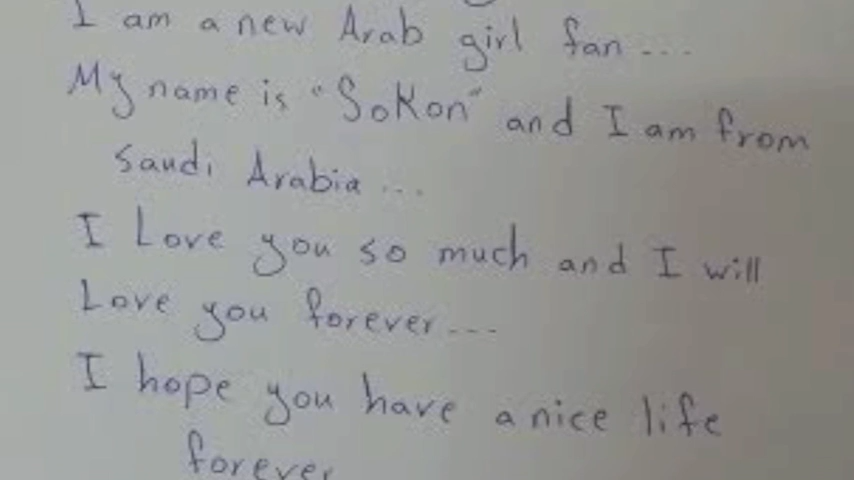 I am a new Arab girl fan ....
My name is "SoKon" and I am from
Saudi Arabia ...
I Love you so much and I will
Love you forever ....
I hope you have a nice life
forever